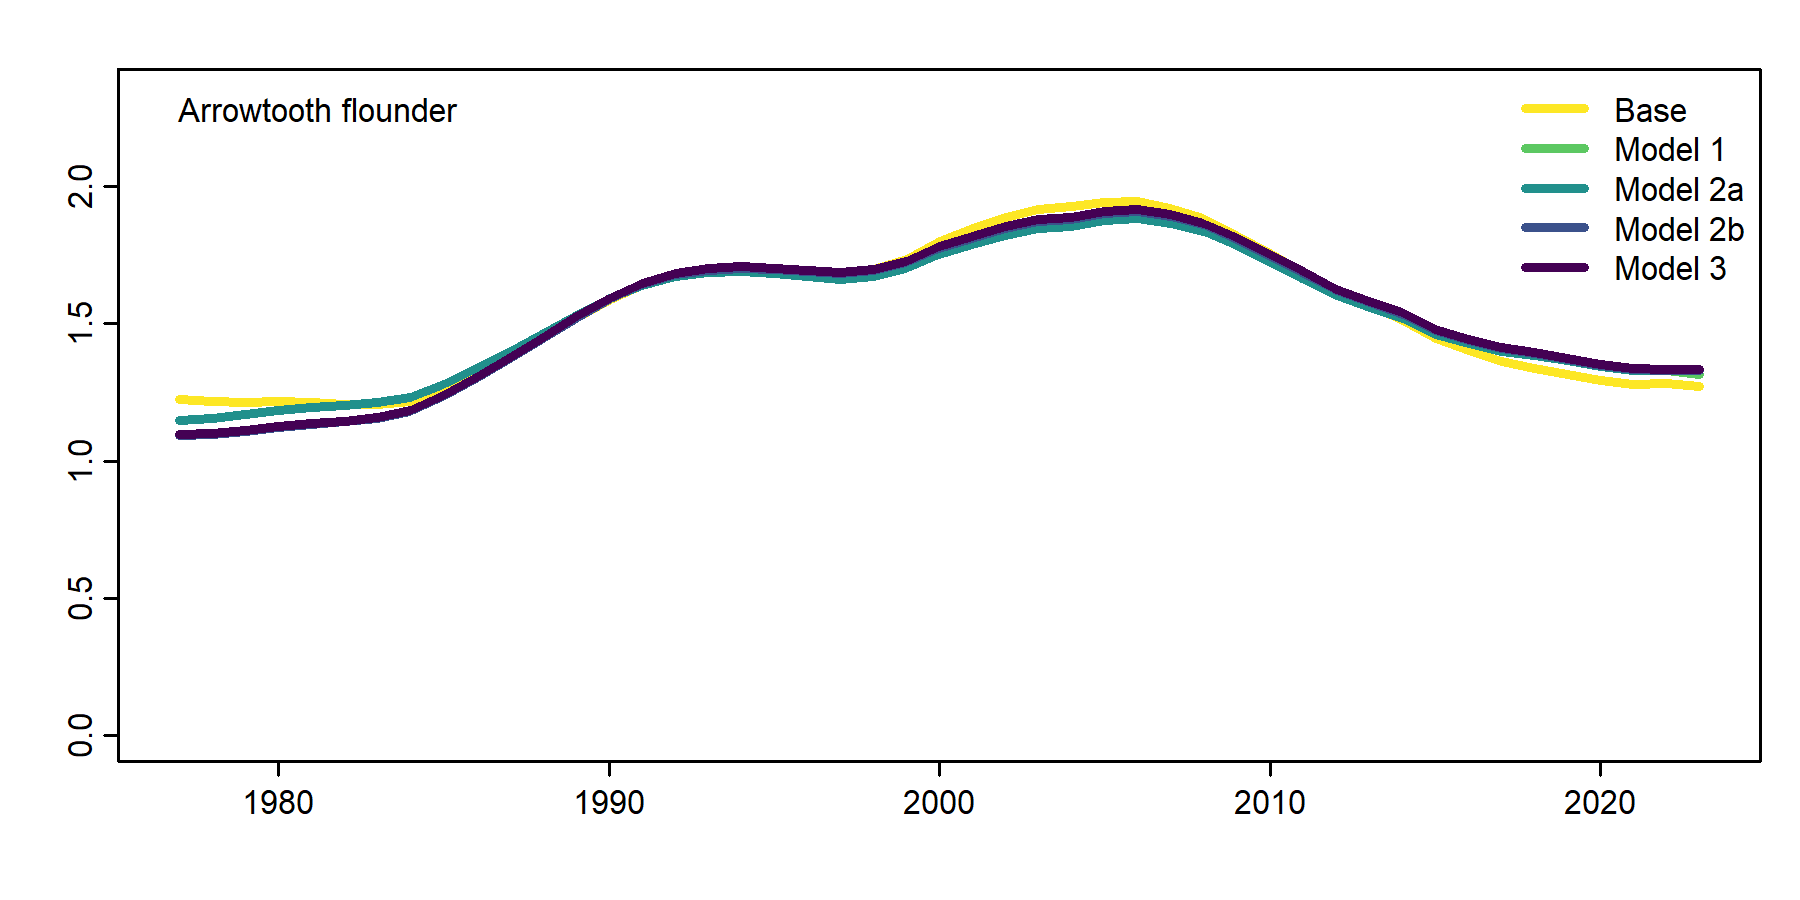 Arrowtooth flounder
Base
Model 1
Model 2a
Model 2b
Model 3
2.0
1.5
1.0
0.5
0.0
1980 1990 2000 2010 2020